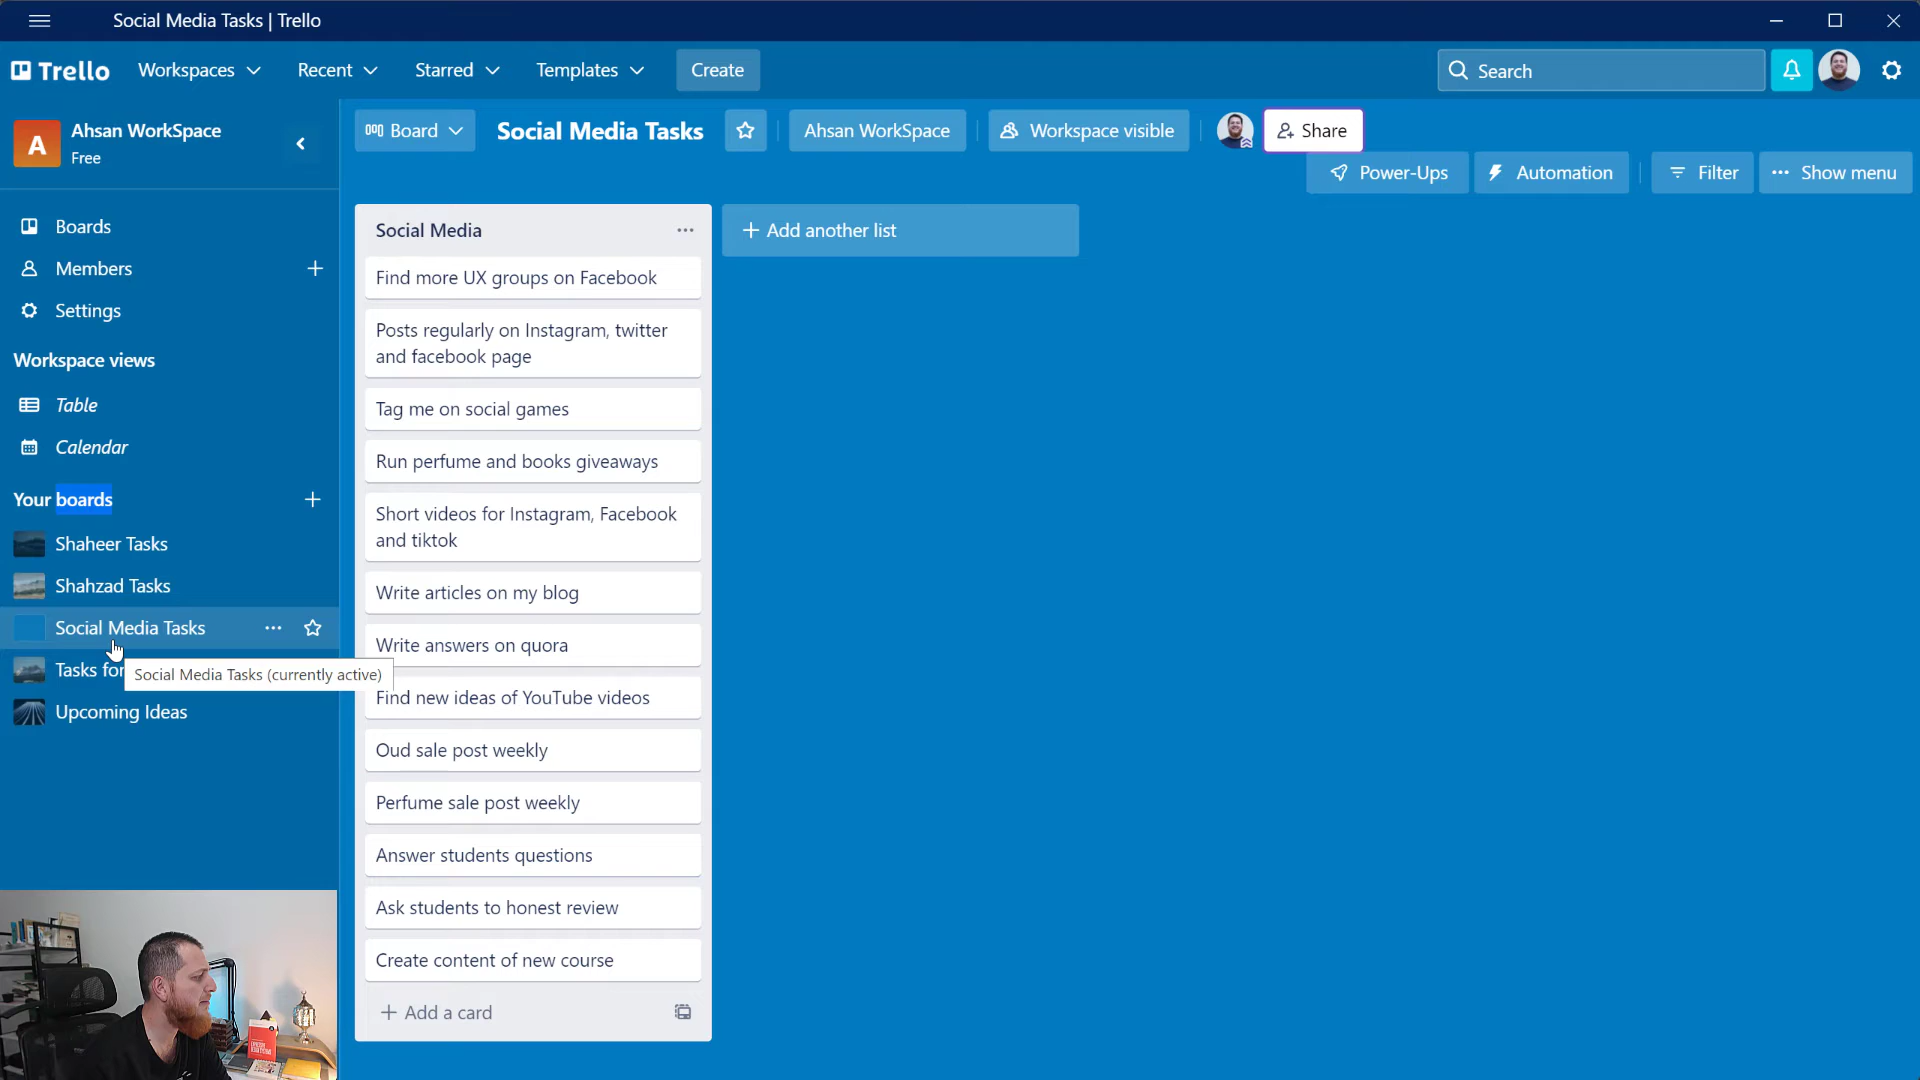 Social Media Tasks | Trello
Trello
Workspaces
Recent
Starred
Templates
Create
Search
A
Ahsan WorkSpace
Free
Board
Social Media Tasks
Ahsan WorkSpace
Workspace visible
Share
Power-Ups
Automation
Filter
Show menu
Boards
Members
Settings
Workspace views
Table
Calendar
Your boards
Shaheer Tasks
Shahzad Tasks
Social Media Tasks
Tasks for
Social Media Tasks (currently active)
Upcoming Ideas
Social Media
Find more UX groups on Facebook
Posts regularly on Instagram, twitter
and facebook page
Tag me on social games
Run perfume and books giveaways
Short videos for Instagram, Facebook
and tiktok
Write articles on my blog
Write answers on quora
Find new ideas of YouTube videos
Oud sale post weekly
Perfume sale post weekly
Answer students questions
Ask students to honest review
Create content of new course
Add a card
Add another list